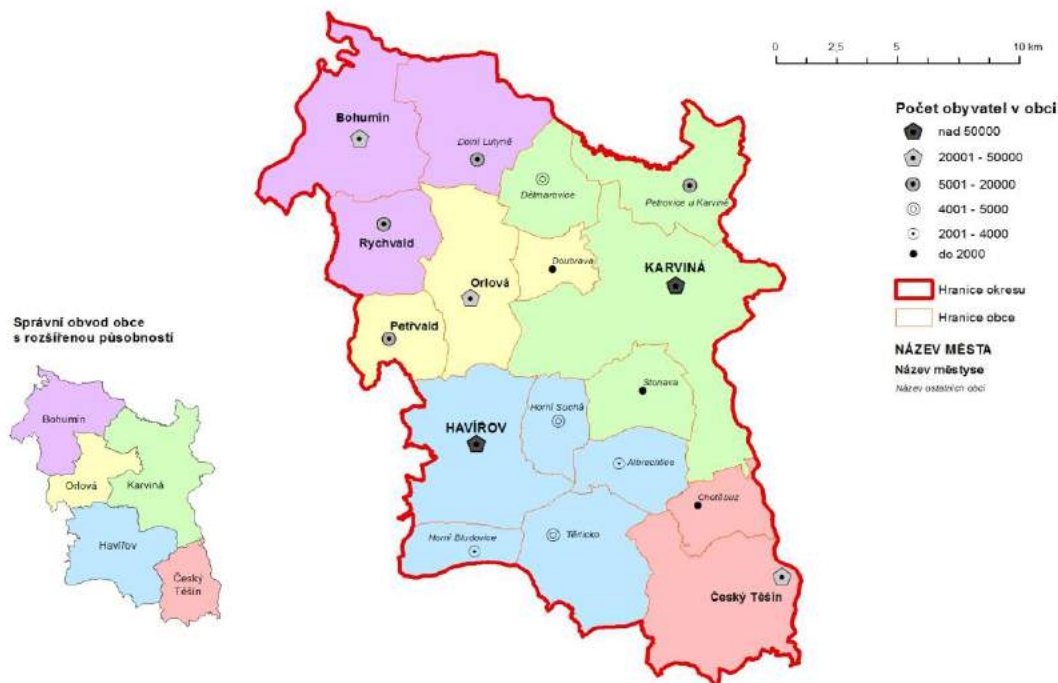 0 2,5 5 10 km
Počet obyvatel v obci
nad 50000
20001 - 50000
5001 - 20000
4001 - 5000
2001 - 4000
do 2000
Hranice okresu
Hranice obce
NÁZEV MĚSTA
Název městyse
Název ostatních obcí
Bohumín
Dolní Lutyně
Dětmarovice
Petrovice u Karviné
Rychvald
Doubrava
KARVINÁ
Orlová
Petřvald
Stonava
Horní Suchá
HAVÍŘOV
Albrechtice
Chotěbuz
Horní Bludovice
Těrlicko
Český Těšín
Správní obvod obce
s rozšířenou působností
Bohumín
Orlová
Karviná
Havířov
Český
Těšín